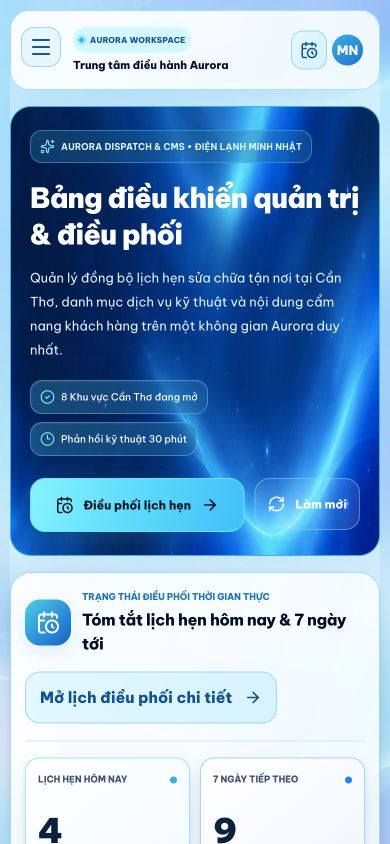 AURORA WORKSPACE
Trung tâm điều hành Aurora
MN
AURORA DISPATCH & CMS • ĐIỆN LẠNH MINH NHẬT
Bảng điều khiển quản trị
& điều phối
Quản lý đồng bộ lịch hẹn sửa chữa tận nơi tại Cần
Thơ, danh mục dịch vụ kỹ thuật và nội dung cẩm
nang khách hàng trên một không gian Aurora duy
nhất.
8 Khu vực Cần Thơ đang mở
Phản hồi kỹ thuật 30 phút
Điều phối lịch hẹn
Làm mới
TRẠNG THÁI ĐIỀU PHỐI THỜI GIAN THỰC
Tóm tắt lịch hẹn hôm nay & 7 ngày
tới
Mở lịch điều phối chi tiết
LỊCH HẸN HÔM NAY
7 NGÀY TIẾP THEO
4
9